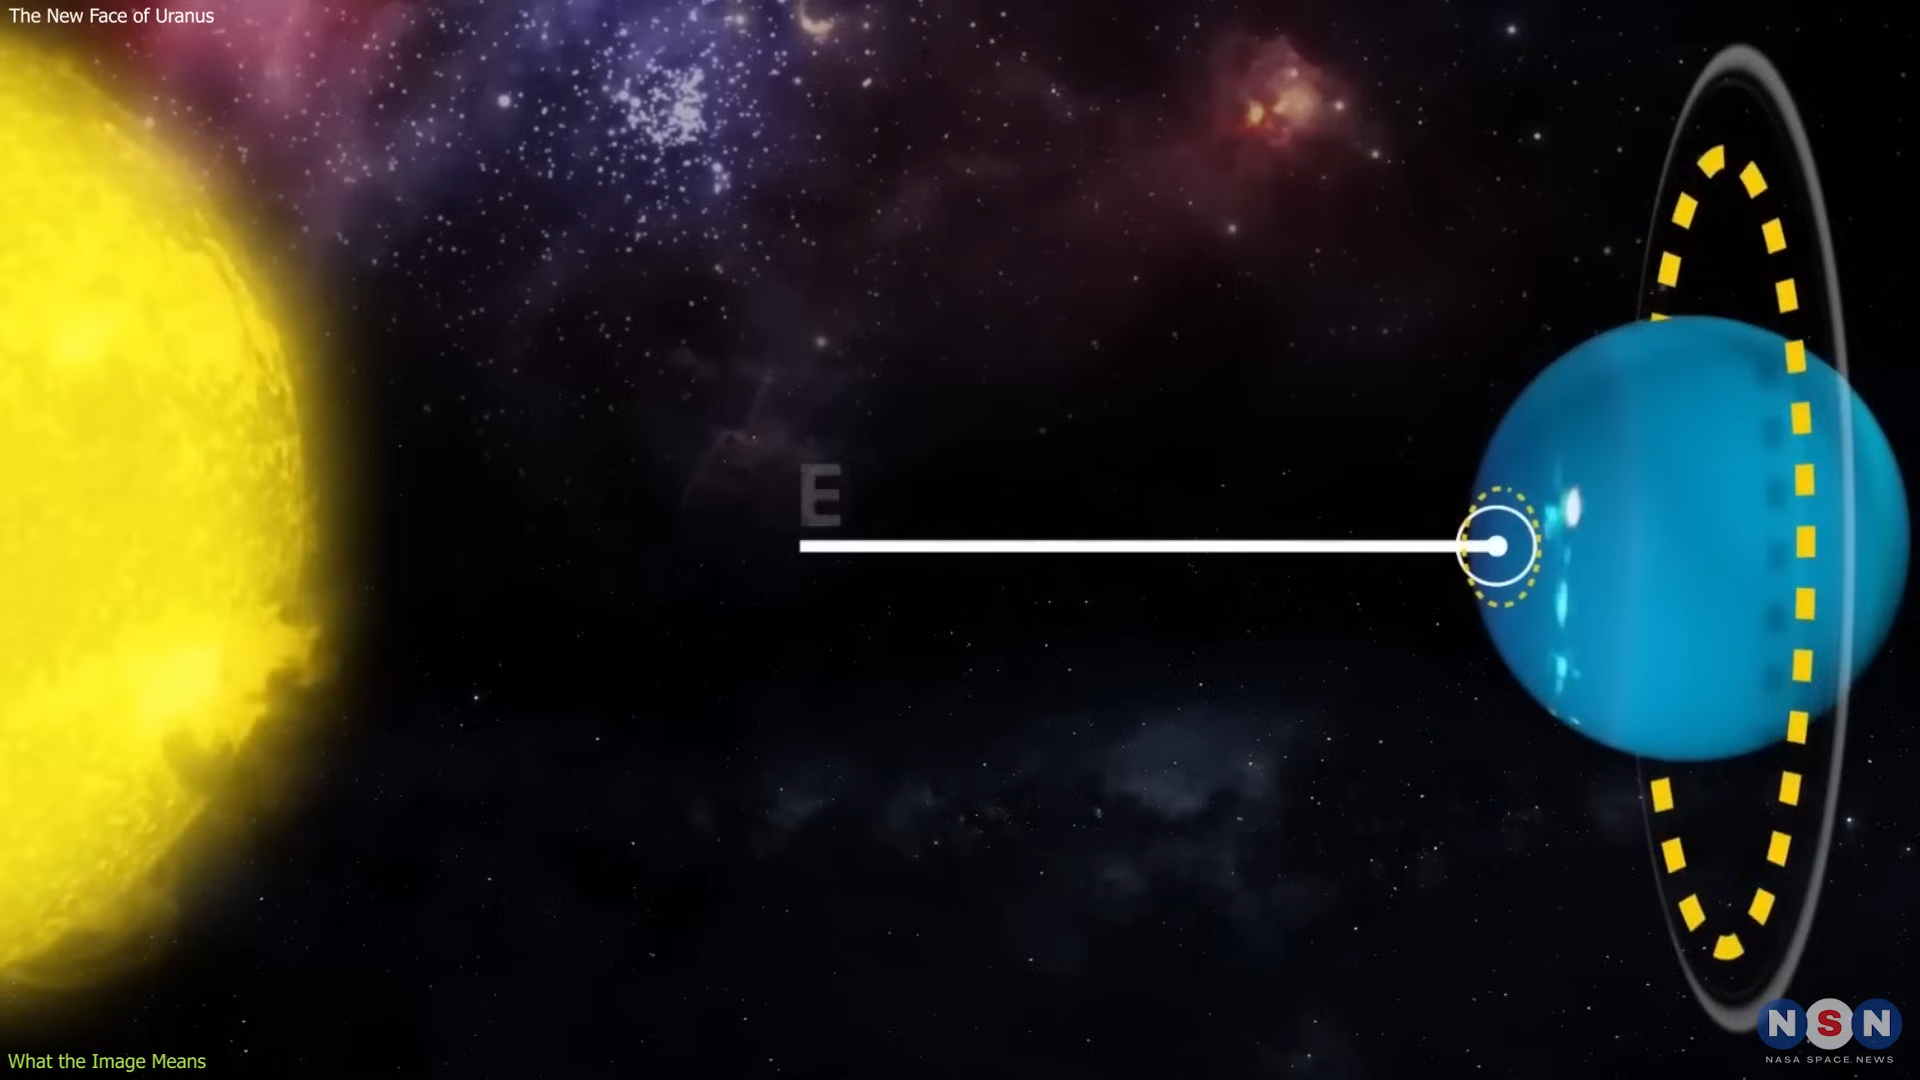 The New Face of Uranus
E
What the Image Means
NSN
NASA SPACE NEWS